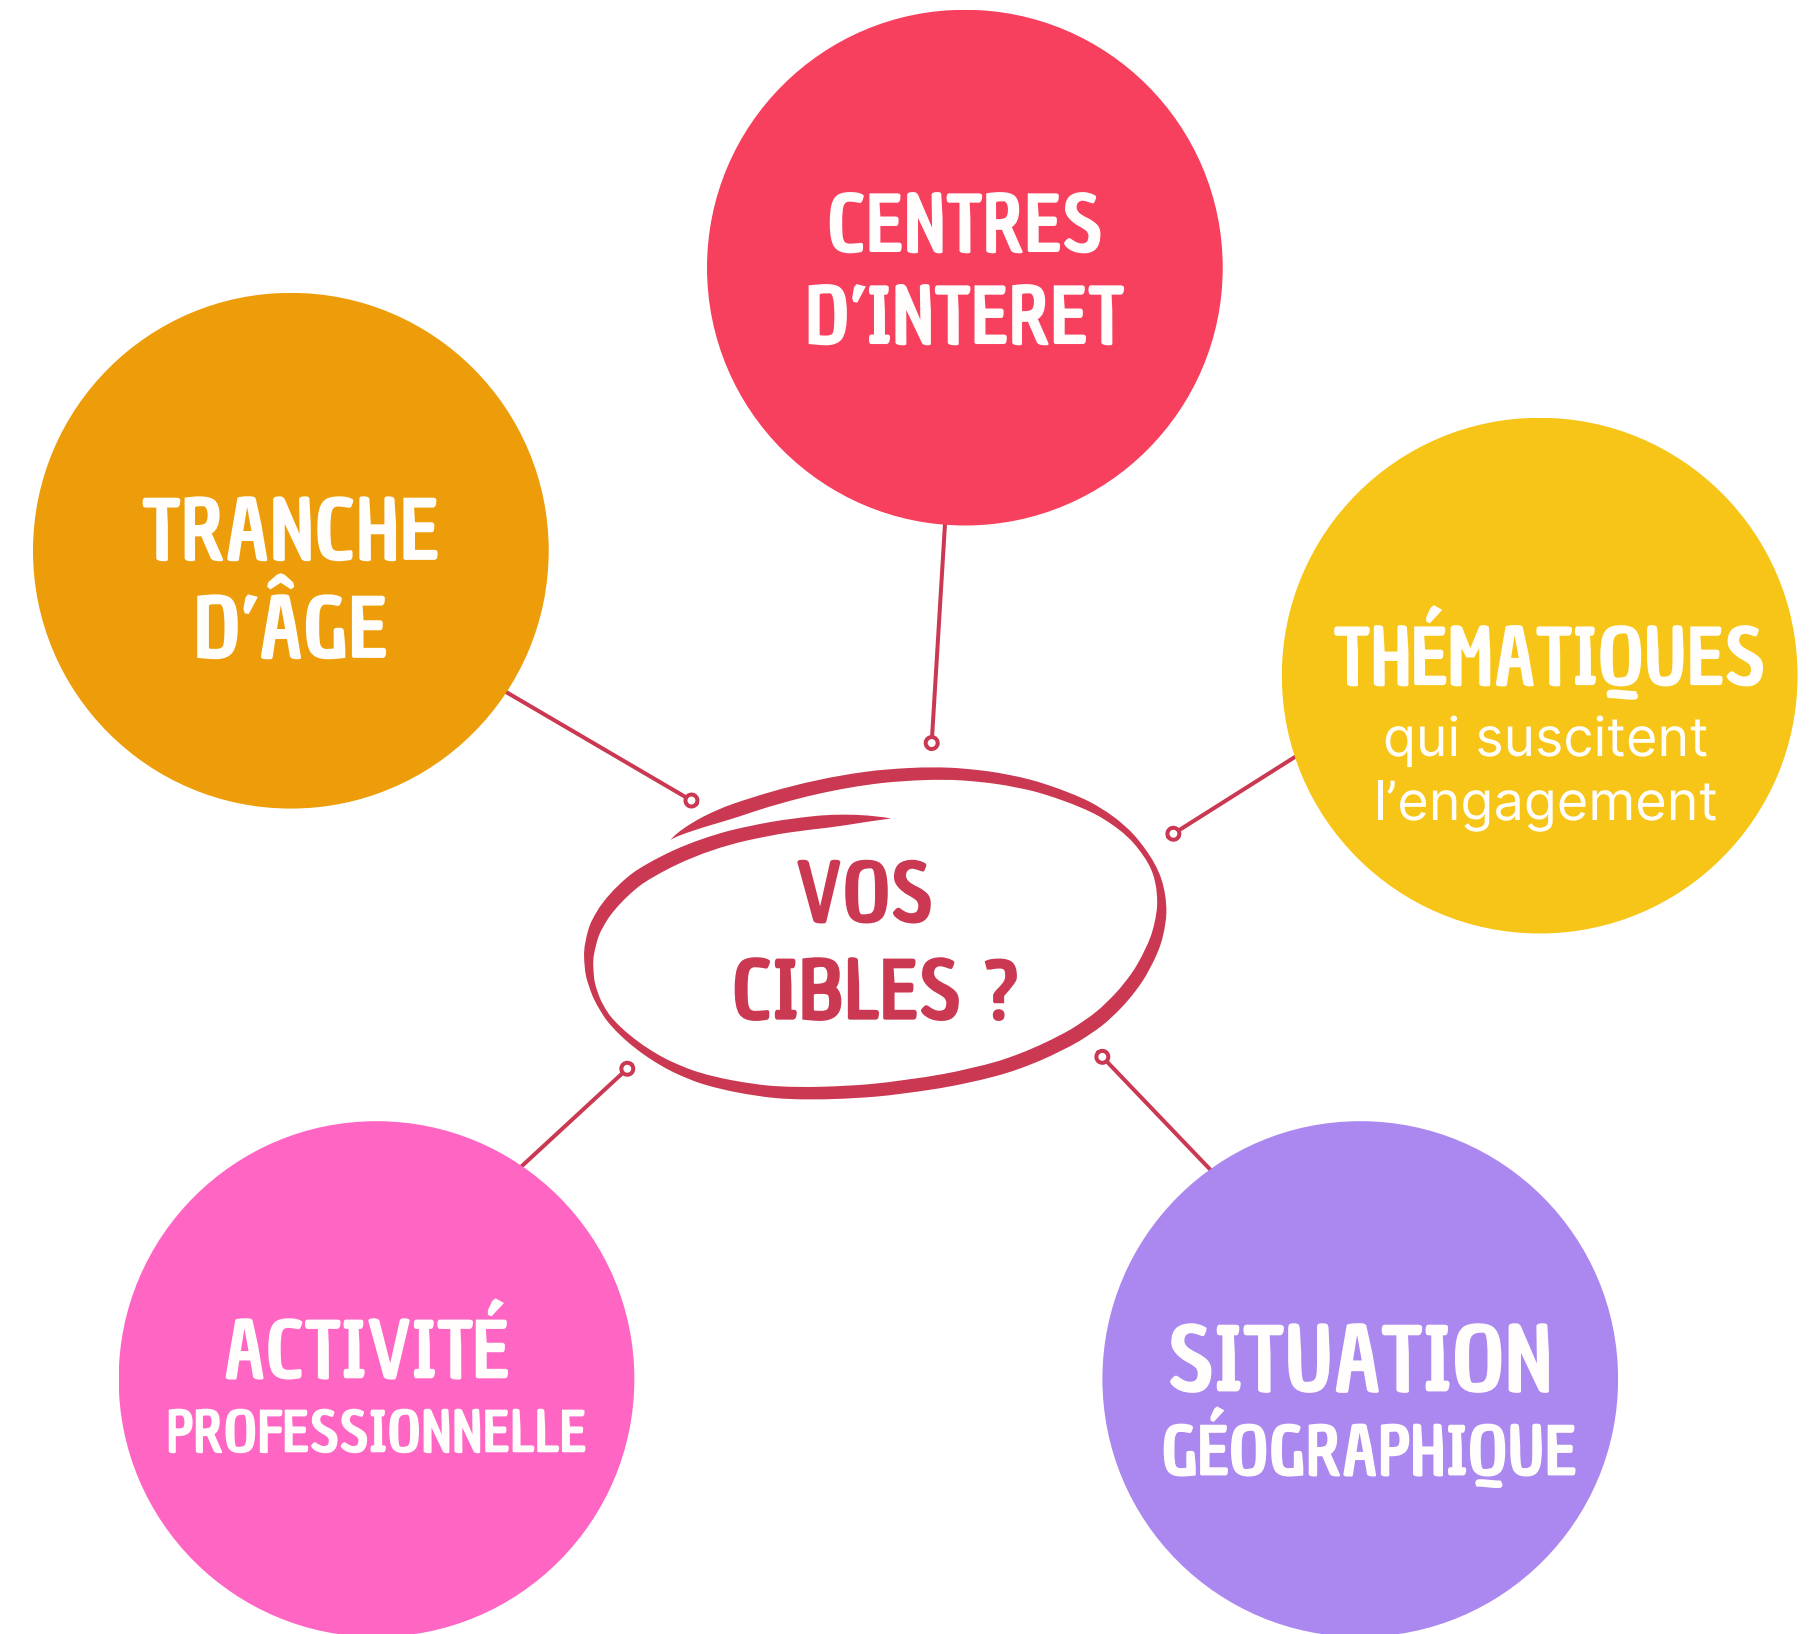 CENTRES
D'INTERET
TRANCHE
D'ÂGE
THÉMATIQUES
qui suscitent
l'engagement
VOS
CIBLES ?
ACTIVITÉ
PROFESSIONNELLE
SITUATION
GÉOGRAPHIQUE